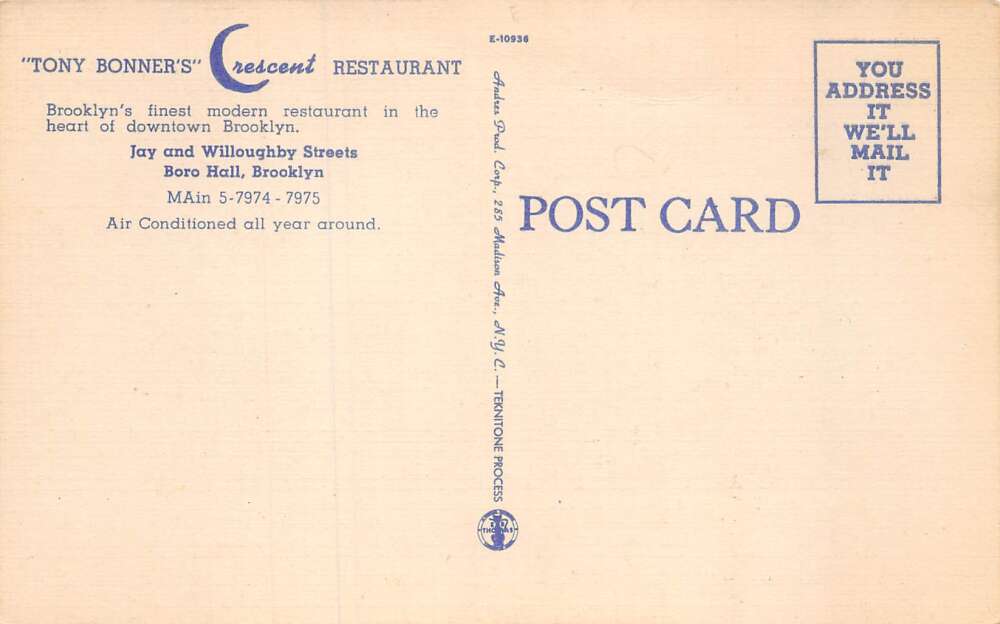 "TONY BONNER'S" Crescent RESTAURANT
Brooklyn's finest modern restaurant in the
heart of downtown Brooklyn.
Jay and Willoughby Streets
Boro Hall, Brooklyn
MAin 5-7974 - 7975
Air Conditioned all year around.
E-10936
Andres Prod. Corp., 285 Madison Ave., N.Y.C. — TEKNITONE PROCESS
THOMAS
POST CARD
YOU
ADDRESS
IT
WE'LL
MAIL
IT